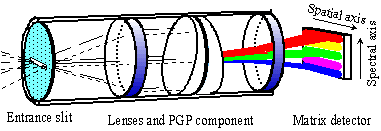 Spatial axis
Spectral axis
Entrance slit
Lenses and PGP component
Matrix detector